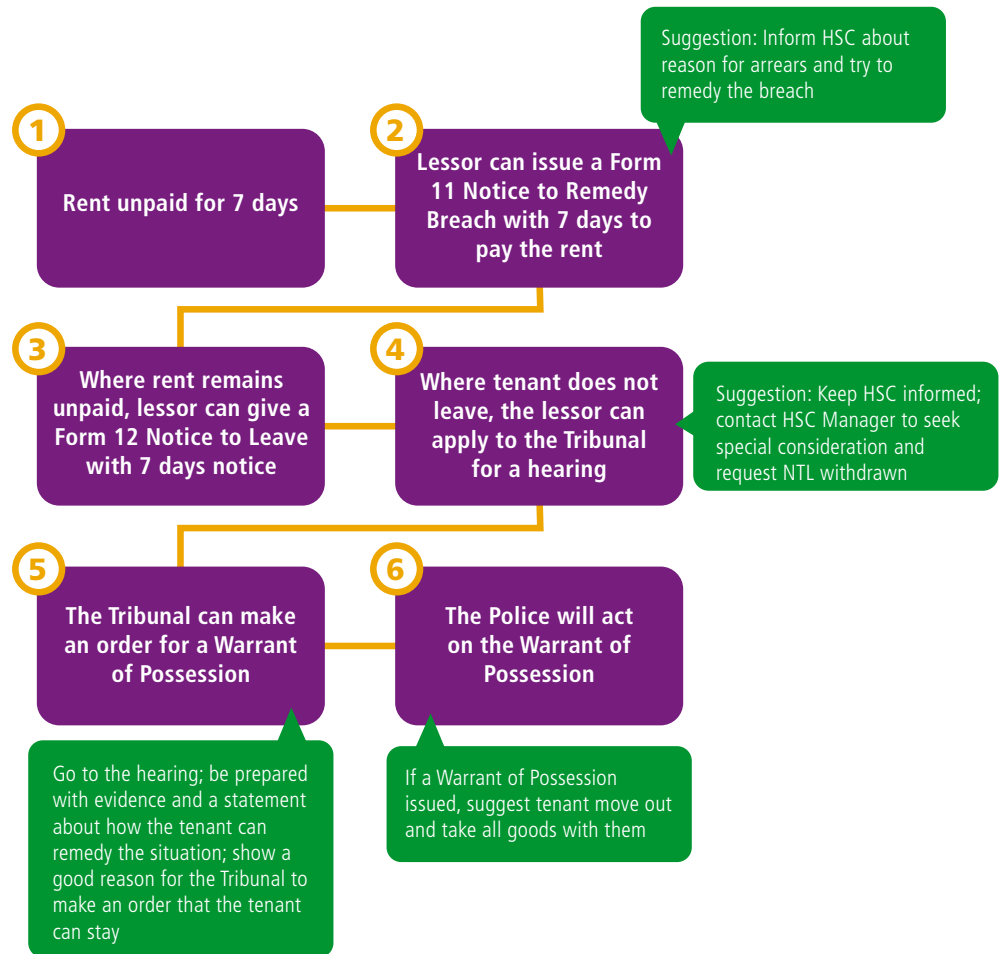 Suggestion: Inform HSC about
reason for arrears and try to
remedy the breach
1
Rent unpaid for 7 days
2
Lessor can issue a Form
11 Notice to Remedy
Breach with 7 days to
pay the rent
3
Where rent remains
unpaid, lessor can give a
Form 12 Notice to Leave
with 7 days notice
4
Where tenant does not
leave, the lessor can
apply to the Tribunal
for a hearing
Suggestion: Keep HSC informed;
contact HSC Manager to seek
special consideration and
request NTL withdrawn
5
The Tribunal can make
an order for a Warrant
of Possession
6
The Police will act
on the Warrant of
Possession
Go to the hearing; be prepared
with evidence and a statement
about how the tenant can
remedy the situation; show a
good reason for the Tribunal to
make an order that the tenant
can stay
If a Warrant of Possession
issued, suggest tenant move out
and take all goods with them